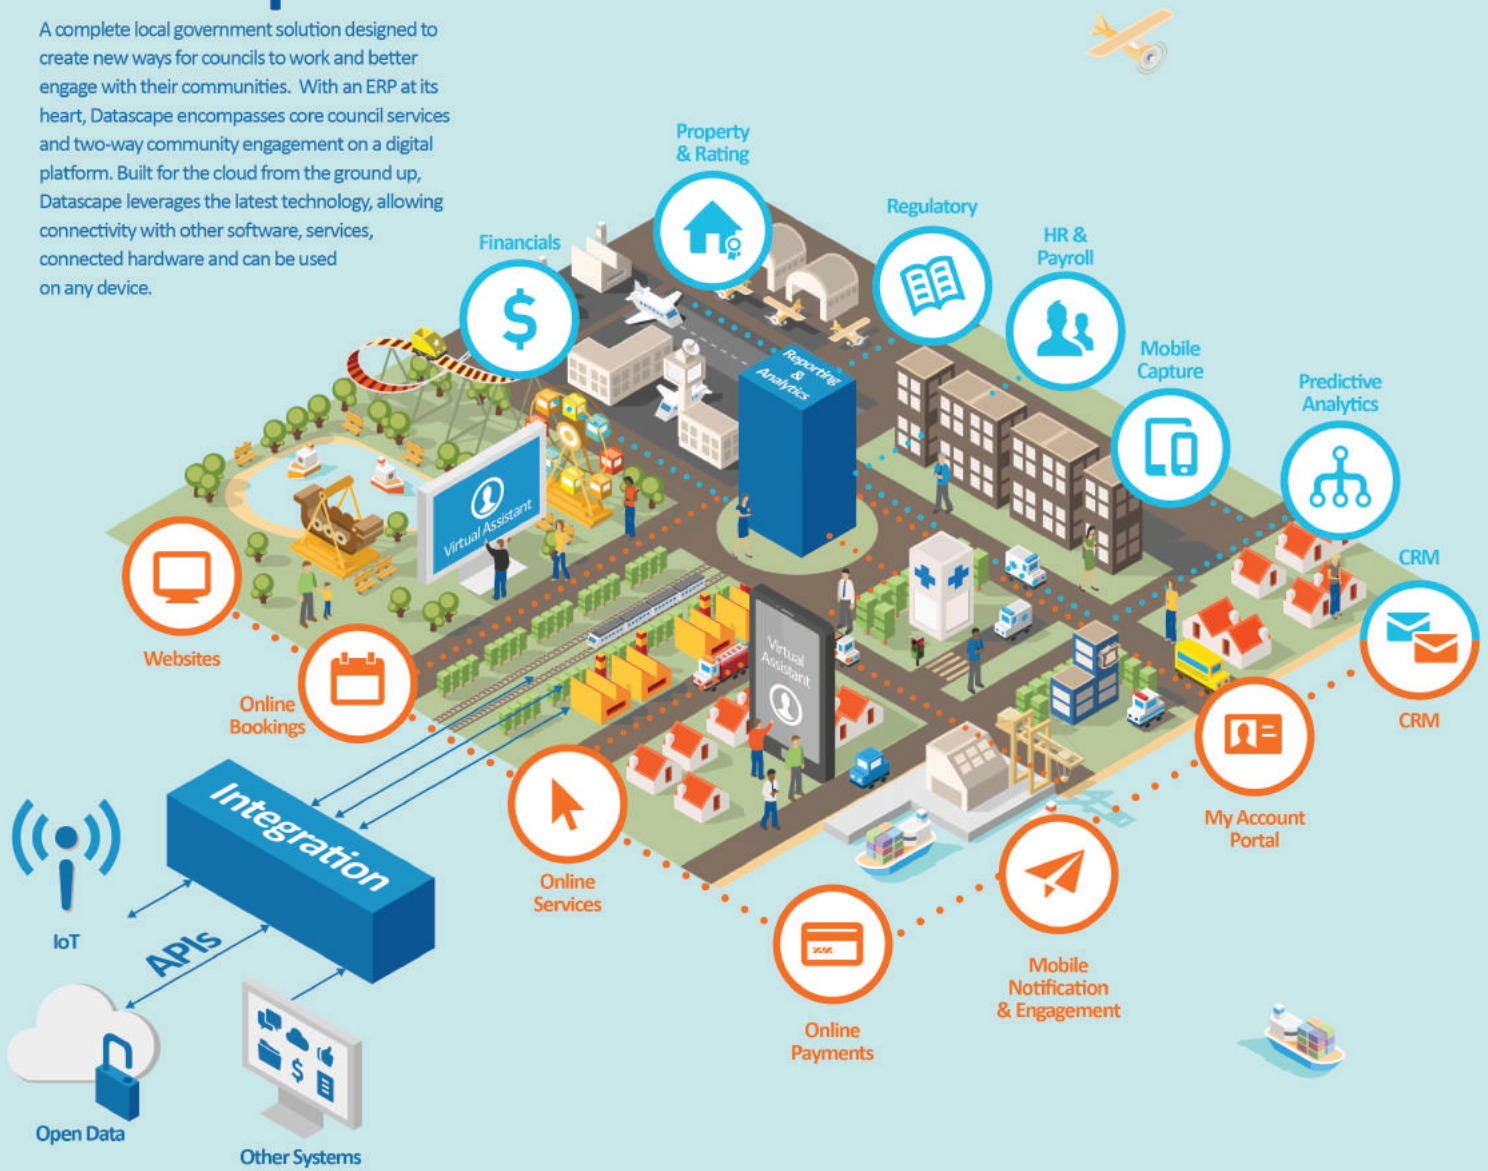 A complete local government solution designed to
create new ways for councils to work and better
engage with their communities. With an ERP at its
heart, Datascape encompasses core council services
and two-way community engagement on a digital
platform. Built for the cloud from the ground up,
Datascape leverages the latest technology, allowing
connectivity with other software, services,
connected hardware and can be used
on any device.
Property
& Rating
Regulatory
Financials
HR &
Payroll
Mobile
Capture
Predictive
Analytics
Reporting
&
Analytics
Virtual Assistant
CRM
Websites
Virtual
Assistant
Online
Bookings
CRM
Integration
My Account
Portal
Online
Services
IoT
APIs
Mobile
Notification
& Engagement
Online
Payments
Open Data
Other Systems